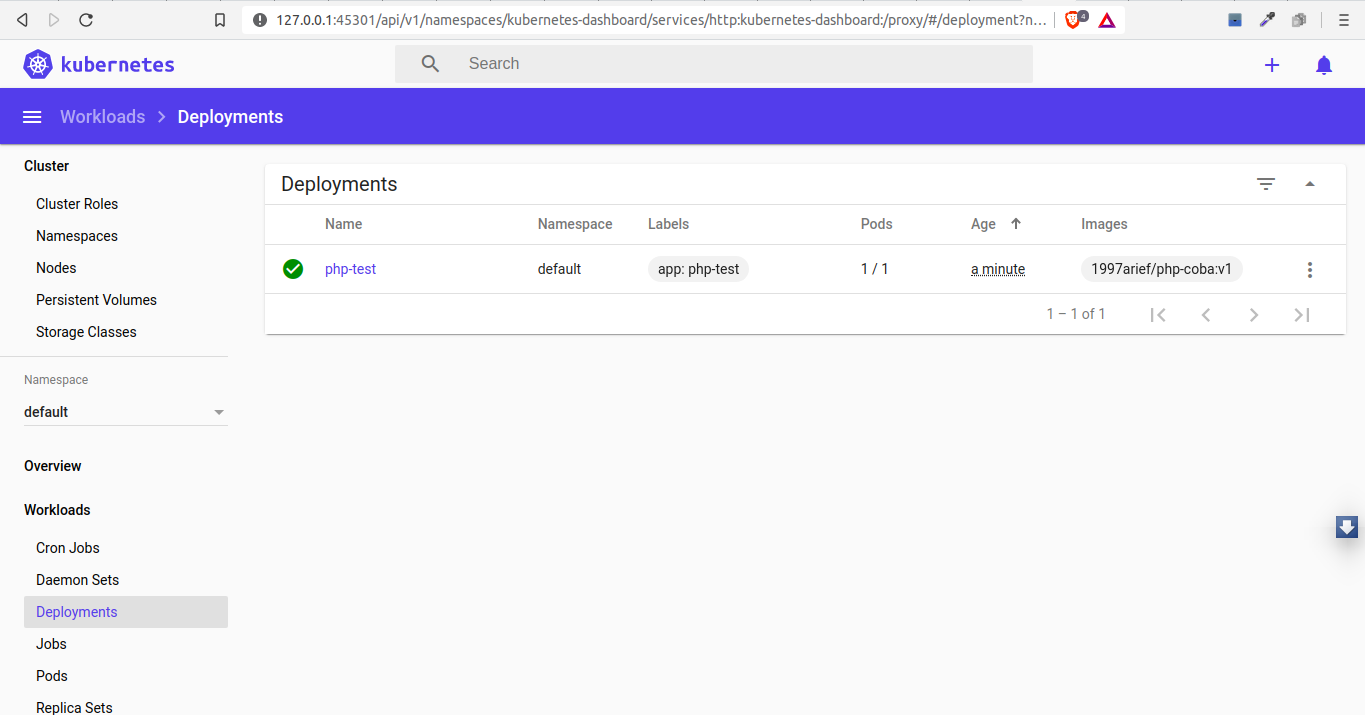 127.0.0.1:45301/api/v1/namespaces/kubernetes-dashboard/services/http:kubernetes-dashboard:/proxy/#/deployment?n...
4
kubernetes
Search
Workloads > Deployments
Cluster
Cluster Roles
Namespaces
Nodes
Persistent Volumes
Storage Classes
Namespace
default
Overview
Workloads
Cron Jobs
Daemon Sets
Deployments
Jobs
Pods
Replica Sets
Deployments
Name Namespace Labels Pods Age Images
php-test default app: php-test 1 / 1 a minute 1997arief/php-coba:v1
1 – 1 of 1